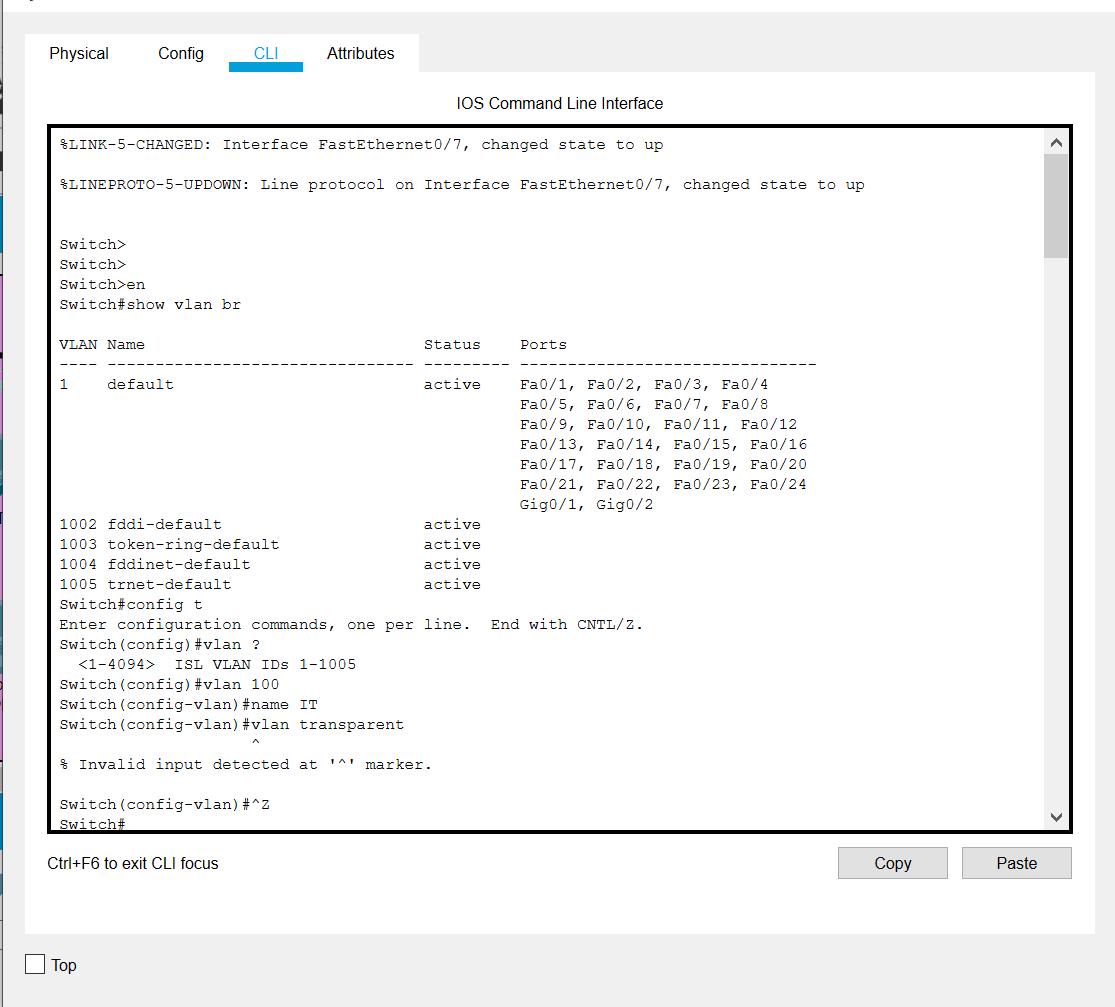 Physical Config CLI Attributes
IOS Command Line Interface
%LINK-5-CHANGED: Interface FastEthernet0/7, changed state to up
%LINEPROTO-5-UPDOWN: Line protocol on Interface FastEthernet0/7, changed state to up
Switch>
Switch>
Switch>en
Switch#show vlan br
VLAN Name                             Status    Ports
---- -------------------------------- --------- -------------------------------
1    default                          active    Fa0/1, Fa0/2, Fa0/3, Fa0/4
                                                Fa0/5, Fa0/6, Fa0/7, Fa0/8
                                                Fa0/9, Fa0/10, Fa0/11, Fa0/12
                                                Fa0/13, Fa0/14, Fa0/15, Fa0/16
                                                Fa0/17, Fa0/18, Fa0/19, Fa0/20
                                                Fa0/21, Fa0/22, Fa0/23, Fa0/24
                                                Gig0/1, Gig0/2
1002 fddi-default                     active
1003 token-ring-default               active
1004 fddinet-default                  active
1005 trnet-default                    active
Switch#config t
Enter configuration commands, one per line.  End with CNTL/Z.
Switch(config)#vlan ?
  <1-4094>  ISL VLAN IDs 1-1005
Switch(config)#vlan 100
Switch(config-vlan)#name IT
Switch(config-vlan)#vlan transparent
                    ^
% Invalid input detected at '^' marker.
Switch(config-vlan)#^Z
Switch#
Ctrl+F6 to exit CLI focus
Copy
Paste
Top